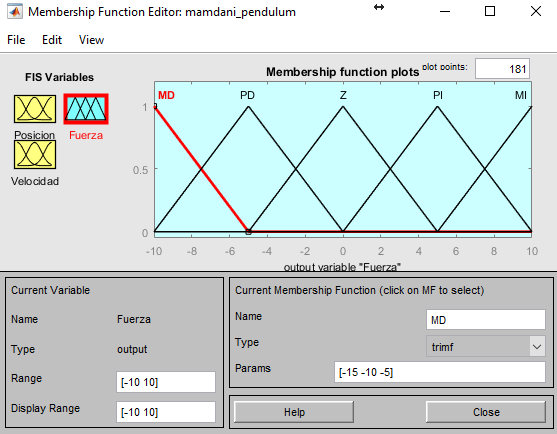 Membership Function Editor: mamdani_pendulum
File Edit View
FIS Variables
Posicion
Fuerza
Velocidad
Membership function plots
plot points:
181
MD
PD
Z
PI
MI
1
0.5
0
-10 -8 -6 -4 -2 0 2 4 6 8 10
output variable "Fuerza"
Current Variable
Name Fuerza
Type output
Range [-10 10]
Display Range [-10 10]
Current Membership Function (click on MF to select)
Name MD
Type trimf
Params [-15 -10 -5]
Help
Close